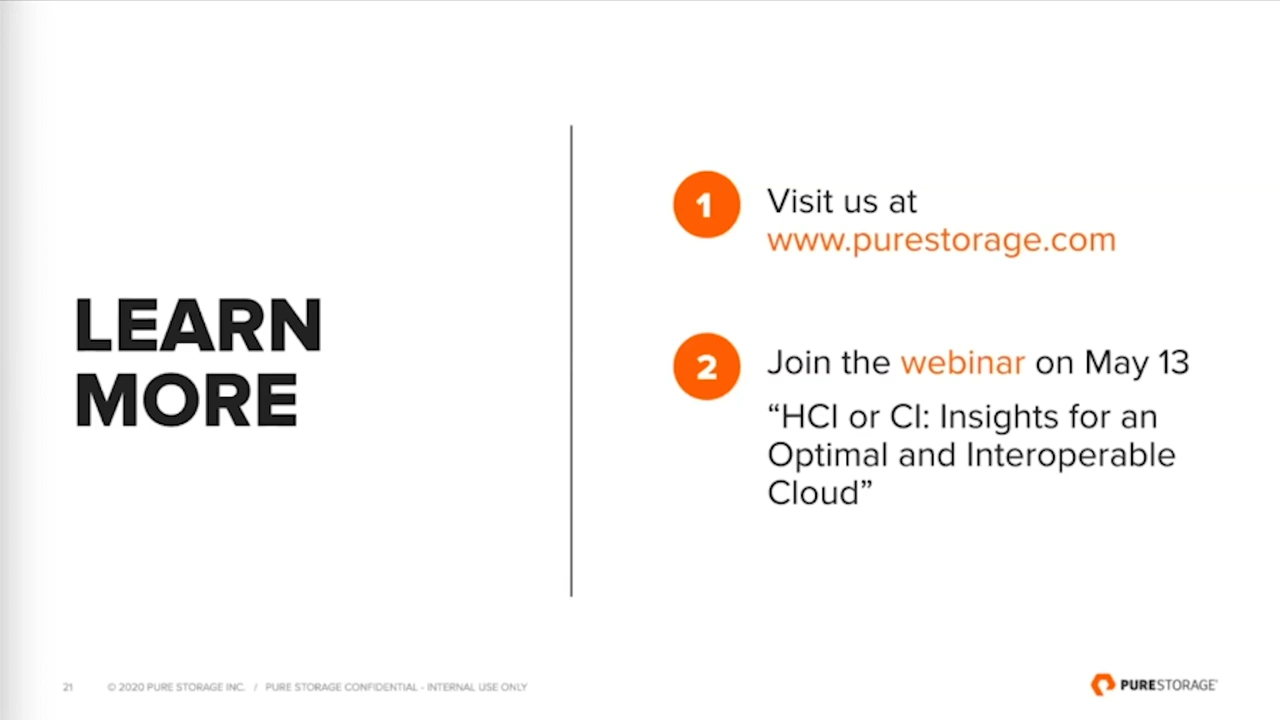 LEARN
MORE
1
Visit us at
www.purestorage.com
2
Join the webinar on May 13
“HCI or CI: Insights for an
Optimal and Interoperable
Cloud”
21 © 2020 PURE STORAGE INC. / PURE STORAGE CONFIDENTIAL - INTERNAL USE ONLY
PURESTORAGE®